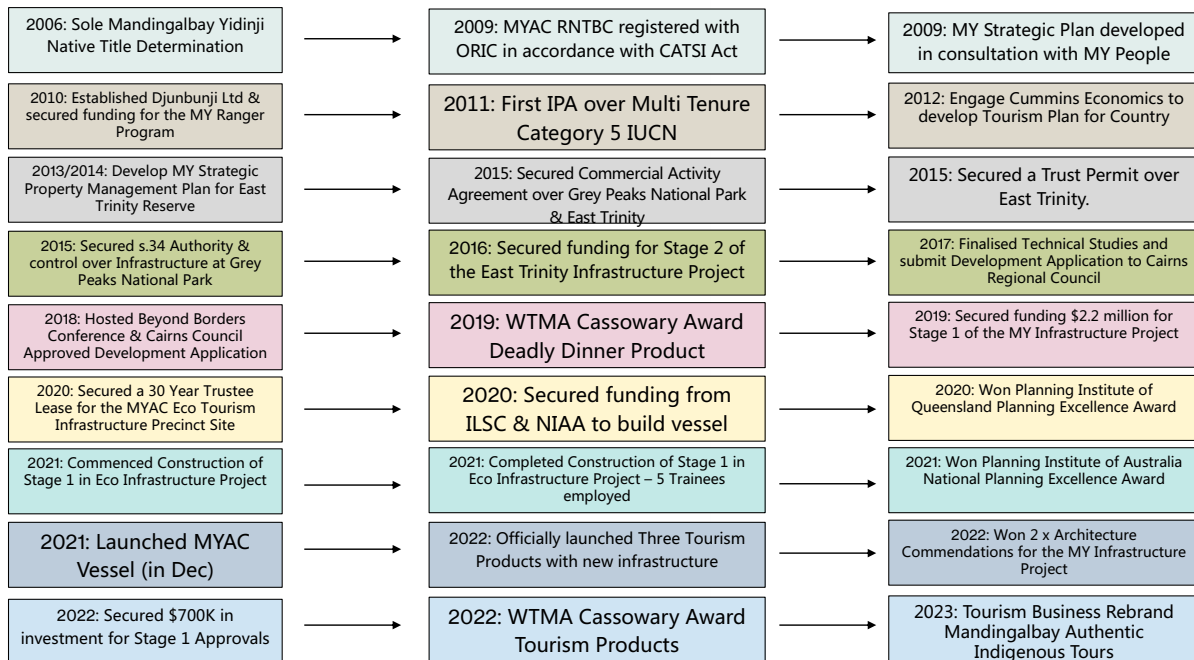 2006: Sole Mandingalbay Yidinji
Native Title Determination
2009: MYAC RNTBC registered with
ORIC in accordance with CATSI Act
2009: MY Strategic Plan developed
in consultation with MY People
2010: Established Djunbunji Ltd &
secured funding for the MY Ranger
Program
2011: First IPA over Multi Tenure
Category 5 IUCN
2012: Engage Cummins Economics to
develop Tourism Plan for Country
2013/2014: Develop MY Strategic
Property Management Plan for East
Trinity Reserve
2015: Secured Commercial Activity
Agreement over Grey Peaks National Park
& East Trinity
2015: Secured a Trust Permit over
East Trinity.
2015: Secured s.34 Authority &
control over Infrastructure at Grey
Peaks National Park
2016: Secured funding for Stage 2 of
the East Trinity Infrastructure Project
2017: Finalised Technical Studies and
submit Development Application to Cairns
Regional Council
2018: Hosted Beyond Borders
Conference & Cairns Council
Approved Development Application
2019: WTMA Cassowary Award
Deadly Dinner Product
2019: Secured funding $2.2 million for
Stage 1 of the MY Infrastructure Project
2020: Secured a 30 Year Trustee
Lease for the MYAC Eco Tourism
Infrastructure Precinct Site
2020: Secured funding from
ILSC & NIAA to build vessel
2020: Won Planning Institute of
Queensland Planning Excellence Award
2021: Commenced Construction of
Stage 1 in Eco Infrastructure Project
2021: Completed Construction of Stage 1 in
Eco Infrastructure Project – 5 Trainees
employed
2021: Won Planning Institute of Australia
National Planning Excellence Award
2021: Launched MYAC
Vessel (in Dec)
2022: Officially launched Three Tourism
Products with new infrastructure
2022: Won 2 x Architecture
Commendations for the MY Infrastructure
Project
2022: Secured $700K in
investment for Stage 1 Approvals
2022: WTMA Cassowary Award
Tourism Products
2023: Tourism Business Rebrand
Mandingalbay Authentic
Indigenous Tours